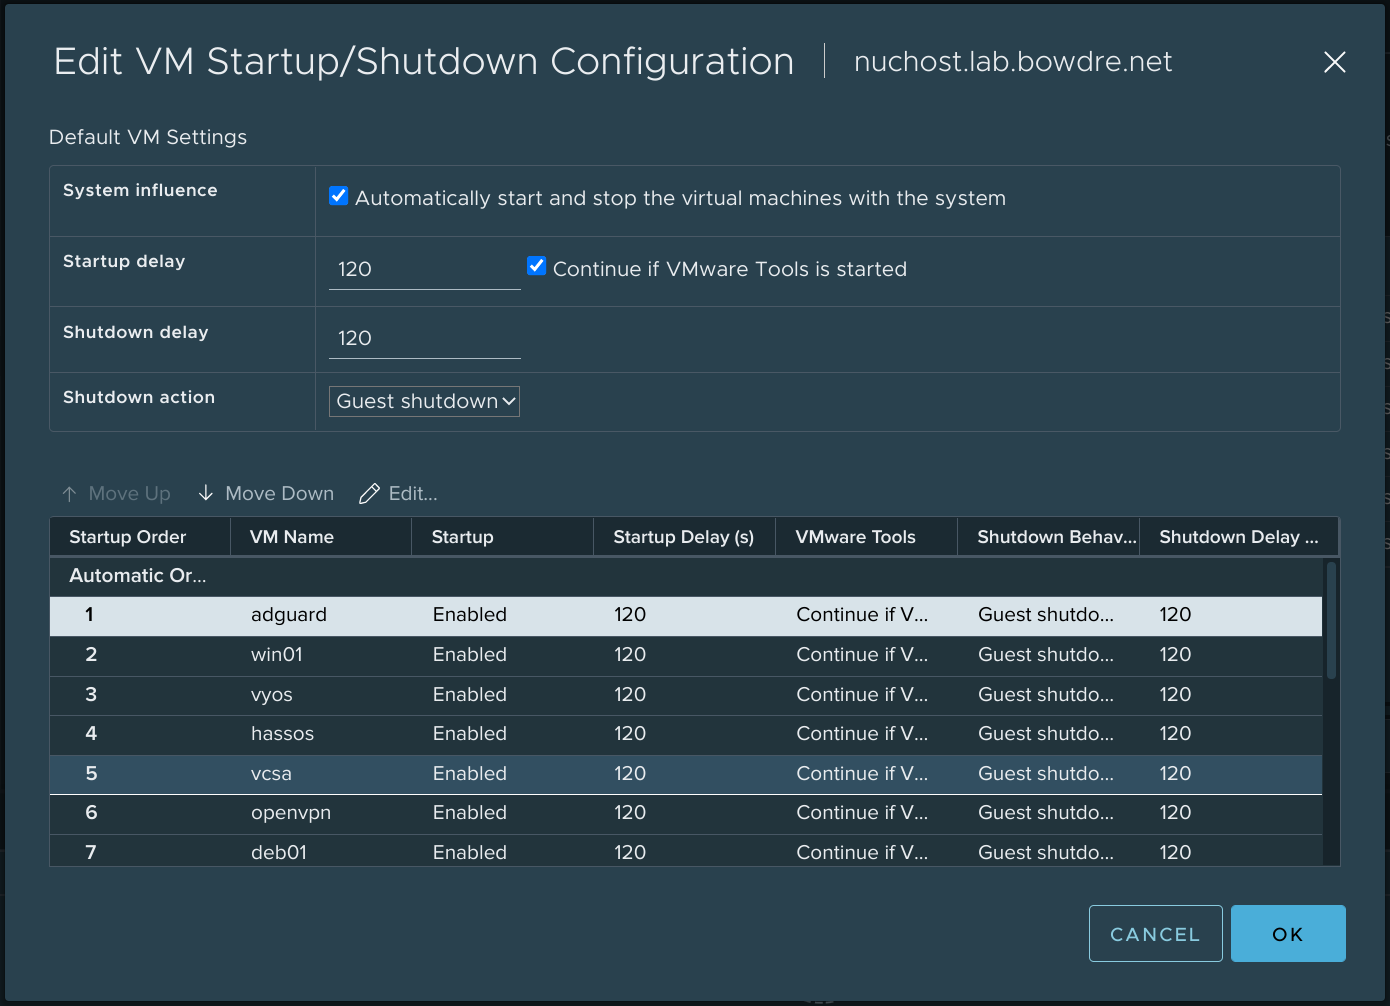 Edit VM Startup/Shutdown Configuration | nuchost.lab.bowdre.net
Default VM Settings
System influence Automatically start and stop the virtual machines with the system
Startup delay 120 Continue if VMware Tools is started
Shutdown delay 120
Shutdown action Guest shutdown
Move Up Move Down Edit...
Startup Order VM Name Startup Startup Delay (s) VMware Tools Shutdown Behav... Shutdown Delay ...
Automatic Or...
1 adguard Enabled 120 Continue if V... Guest shutdo... 120
2 win01 Enabled 120 Continue if V... Guest shutdo... 120
3 vyos Enabled 120 Continue if V... Guest shutdo... 120
4 hassos Enabled 120 Continue if V... Guest shutdo... 120
5 vcsa Enabled 120 Continue if V... Guest shutdo... 120
6 openvpn Enabled 120 Continue if V... Guest shutdo... 120
7 deb01 Enabled 120 Continue if V... Guest shutdo... 120
CANCEL OK